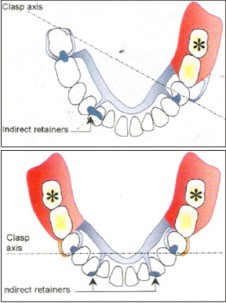 Clasp axis
*
Indirect retainers
*
*
Clasp
axis
ndirect retainers